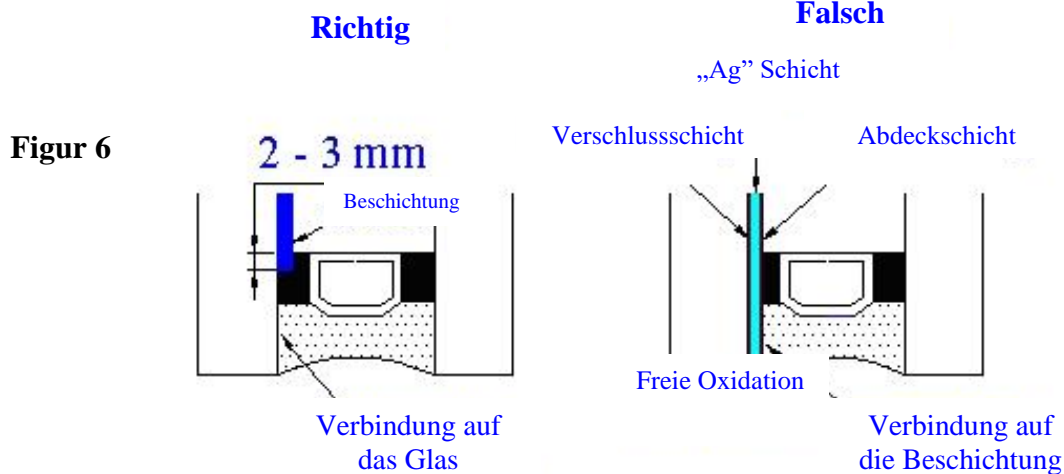 Richtig
Falsch
„Ag” Schicht
Figur 6
2 - 3 mm
Beschichtung
Verschlussschicht
Abdeckschicht
Freie Oxidation
Verbindung auf
das Glas
Verbindung auf
die Beschichtung